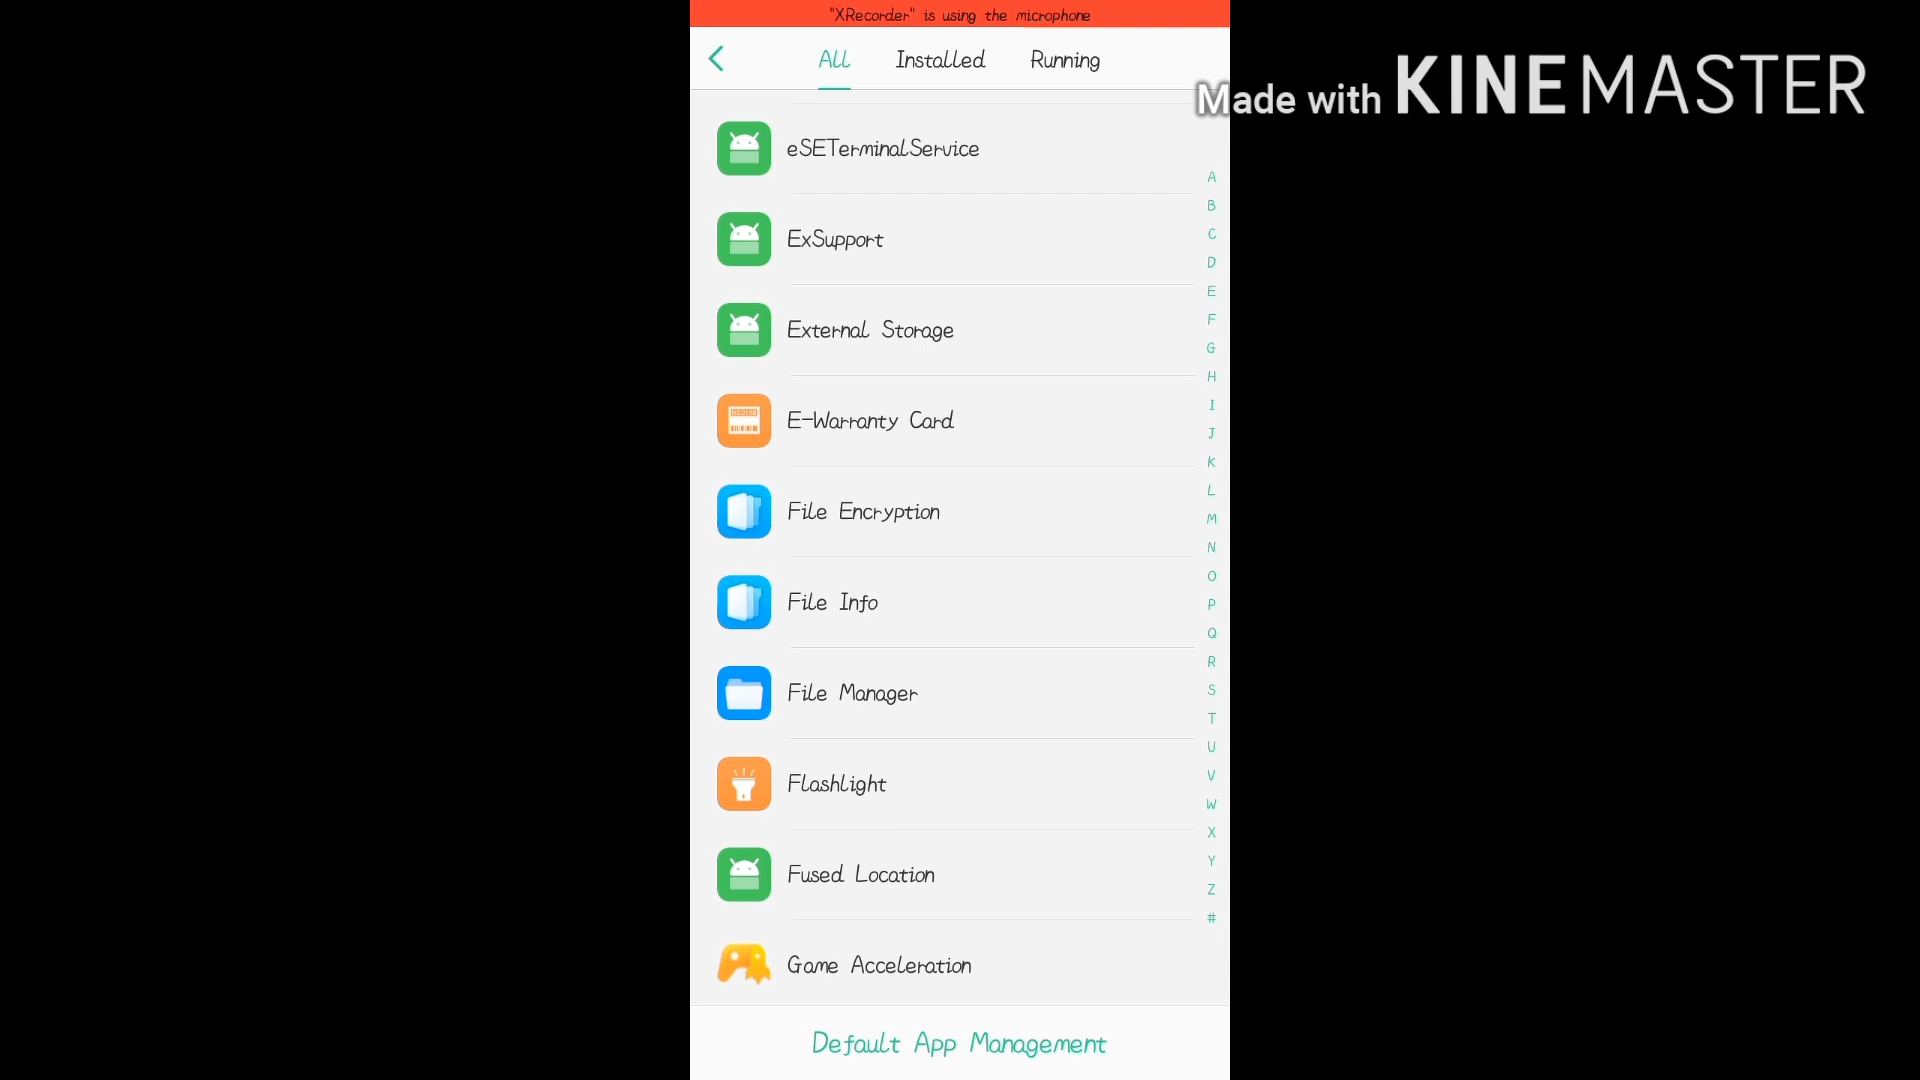 "XRecorder" is using the microphone
All Installed Running
Made with KINEMASTER
eSETerminalService
ExSupport
External Storage
E-Warranty Card
File Encryption
File Info
File Manager
Flashlight
Fused Location
Game Acceleration
A
B
C
D
E
F
G
H
I
J
K
L
M
N
O
P
Q
R
S
T
U
V
W
X
Y
Z
#
Default App Management